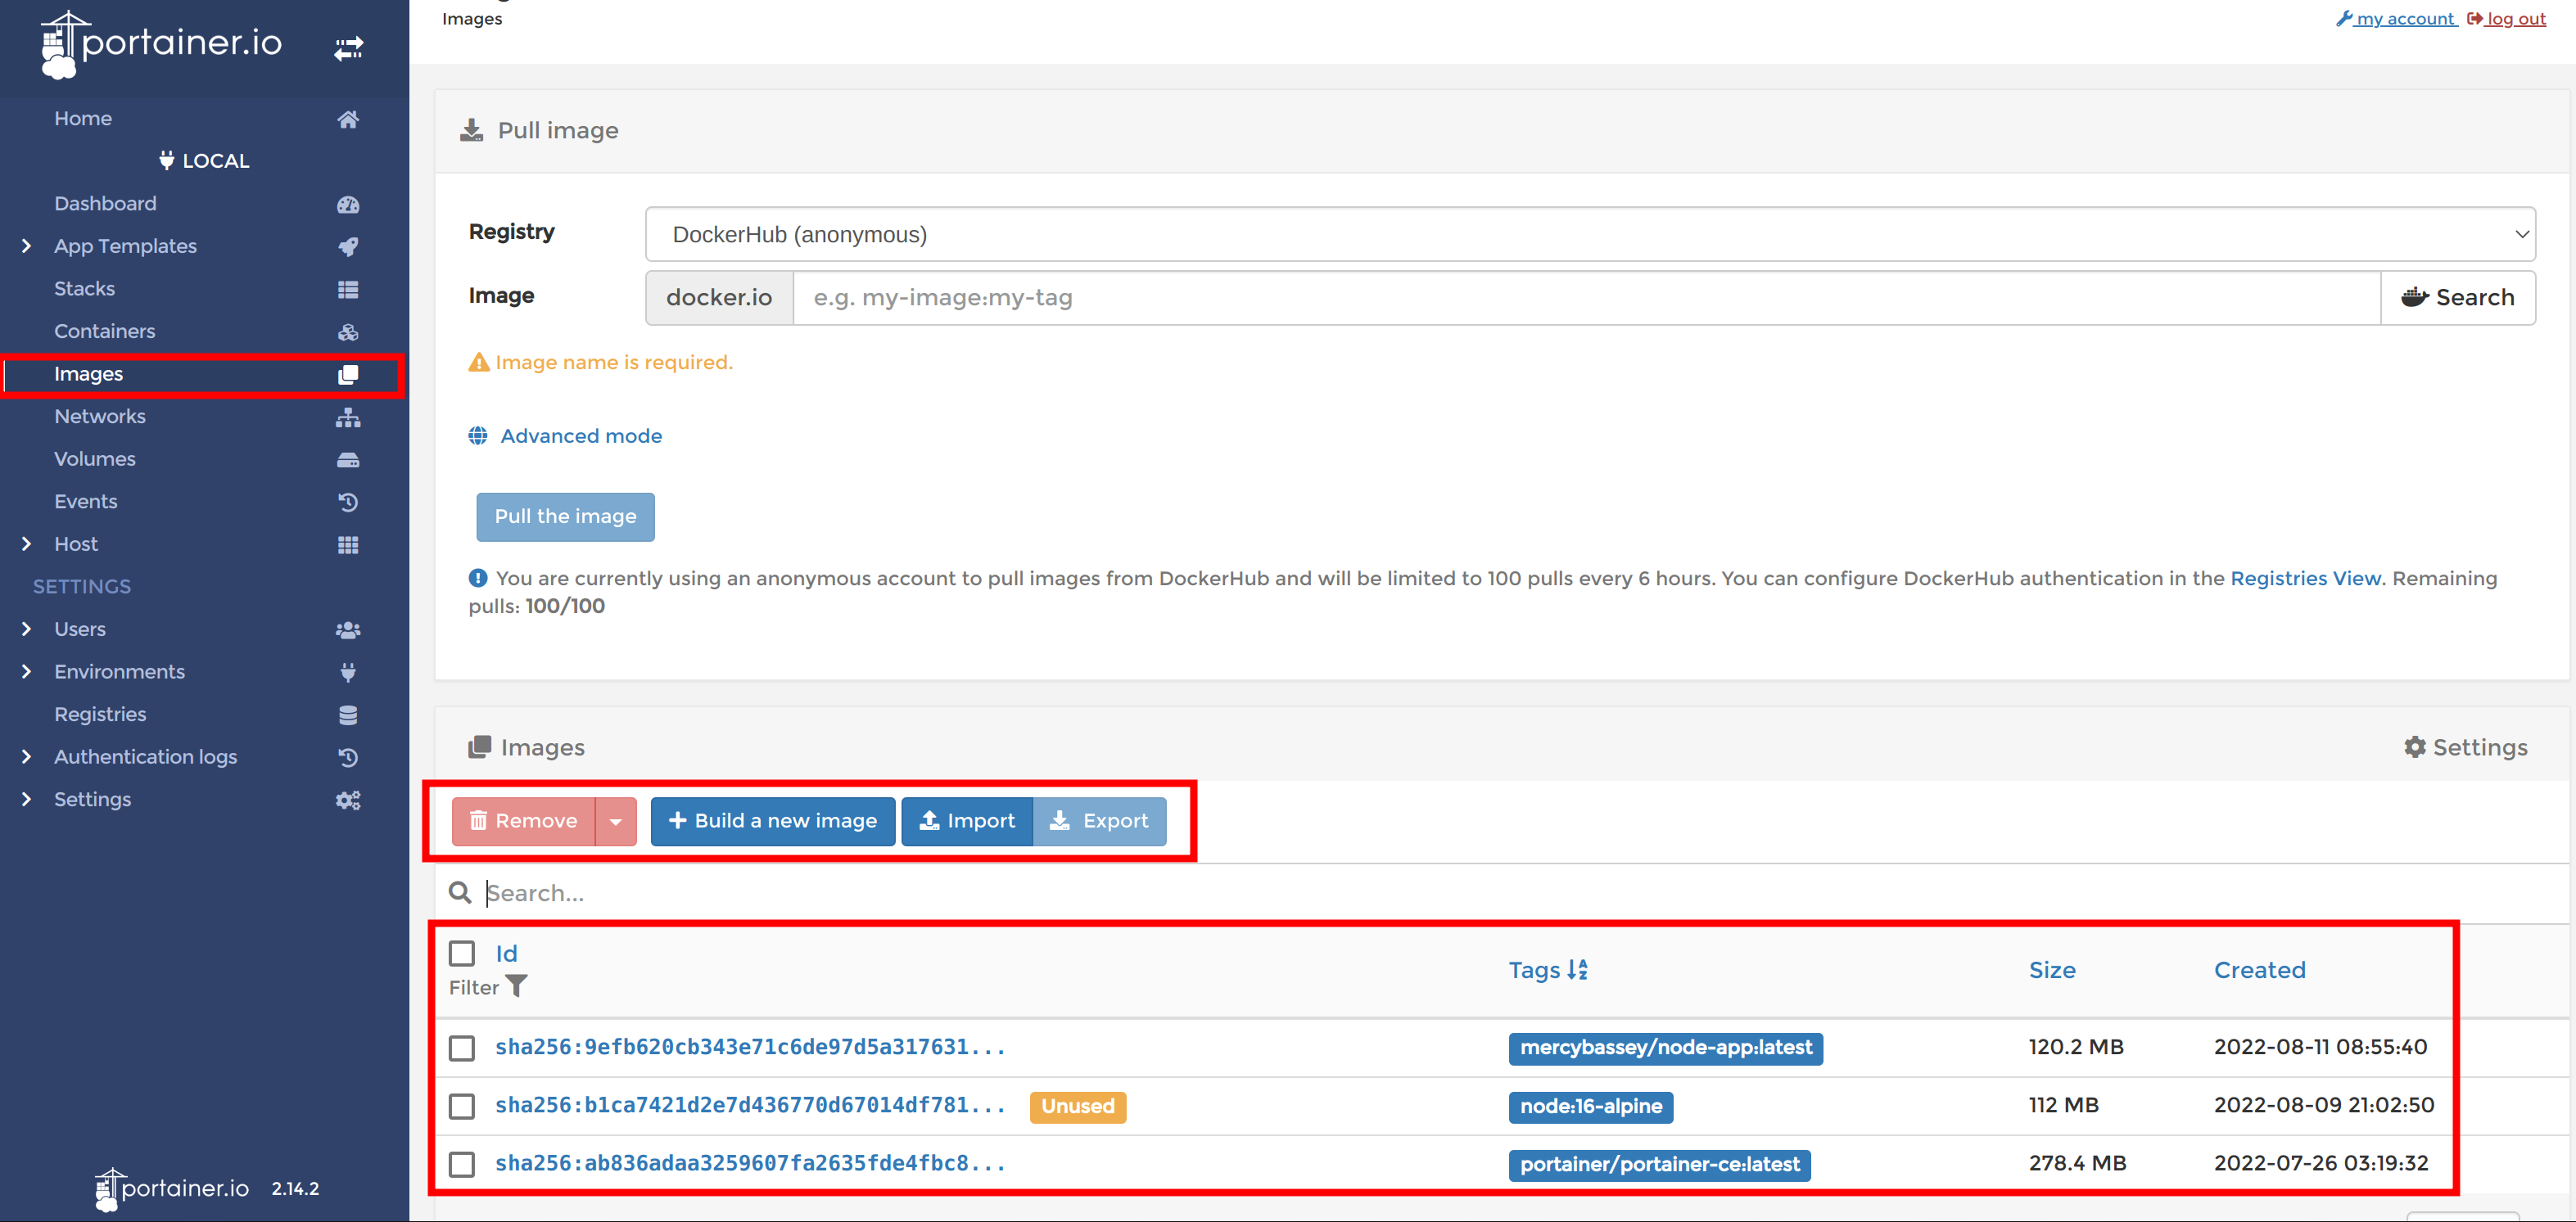 portainer.io
Home
LOCAL
Dashboard
App Templates
Stacks
Containers
Images
Networks
Volumes
Events
Host
SETTINGS
Users
Environments
Registries
Authentication logs
Settings
portainer.io 2.14.2
Images
my account log out
Pull image
Registry DockerHub (anonymous)
Image docker.io e.g. my-image:my-tag Search
Image name is required.
Advanced mode
Pull the image
You are currently using an anonymous account to pull images from DockerHub and will be limited to 100 pulls every 6 hours. You can configure DockerHub authentication in the Registries View. Remaining
pulls: 100/100
Images Settings
Remove Build a new image Import Export
Search...
Id
Filter
Tags Size Created
sha256:9efb620cb343e71c6de97d5a317631... mercybassey/node-app:latest 120.2 MB 2022-08-11 08:55:40
sha256:b1ca7421d2e7d436770d67014df781... Unused node:16-alpine 112 MB 2022-08-09 21:02:50
sha256:ab836adaa3259607fa2635fde4fbc8... portainer/portainer-ce:latest 278.4 MB 2022-07-26 03:19:32